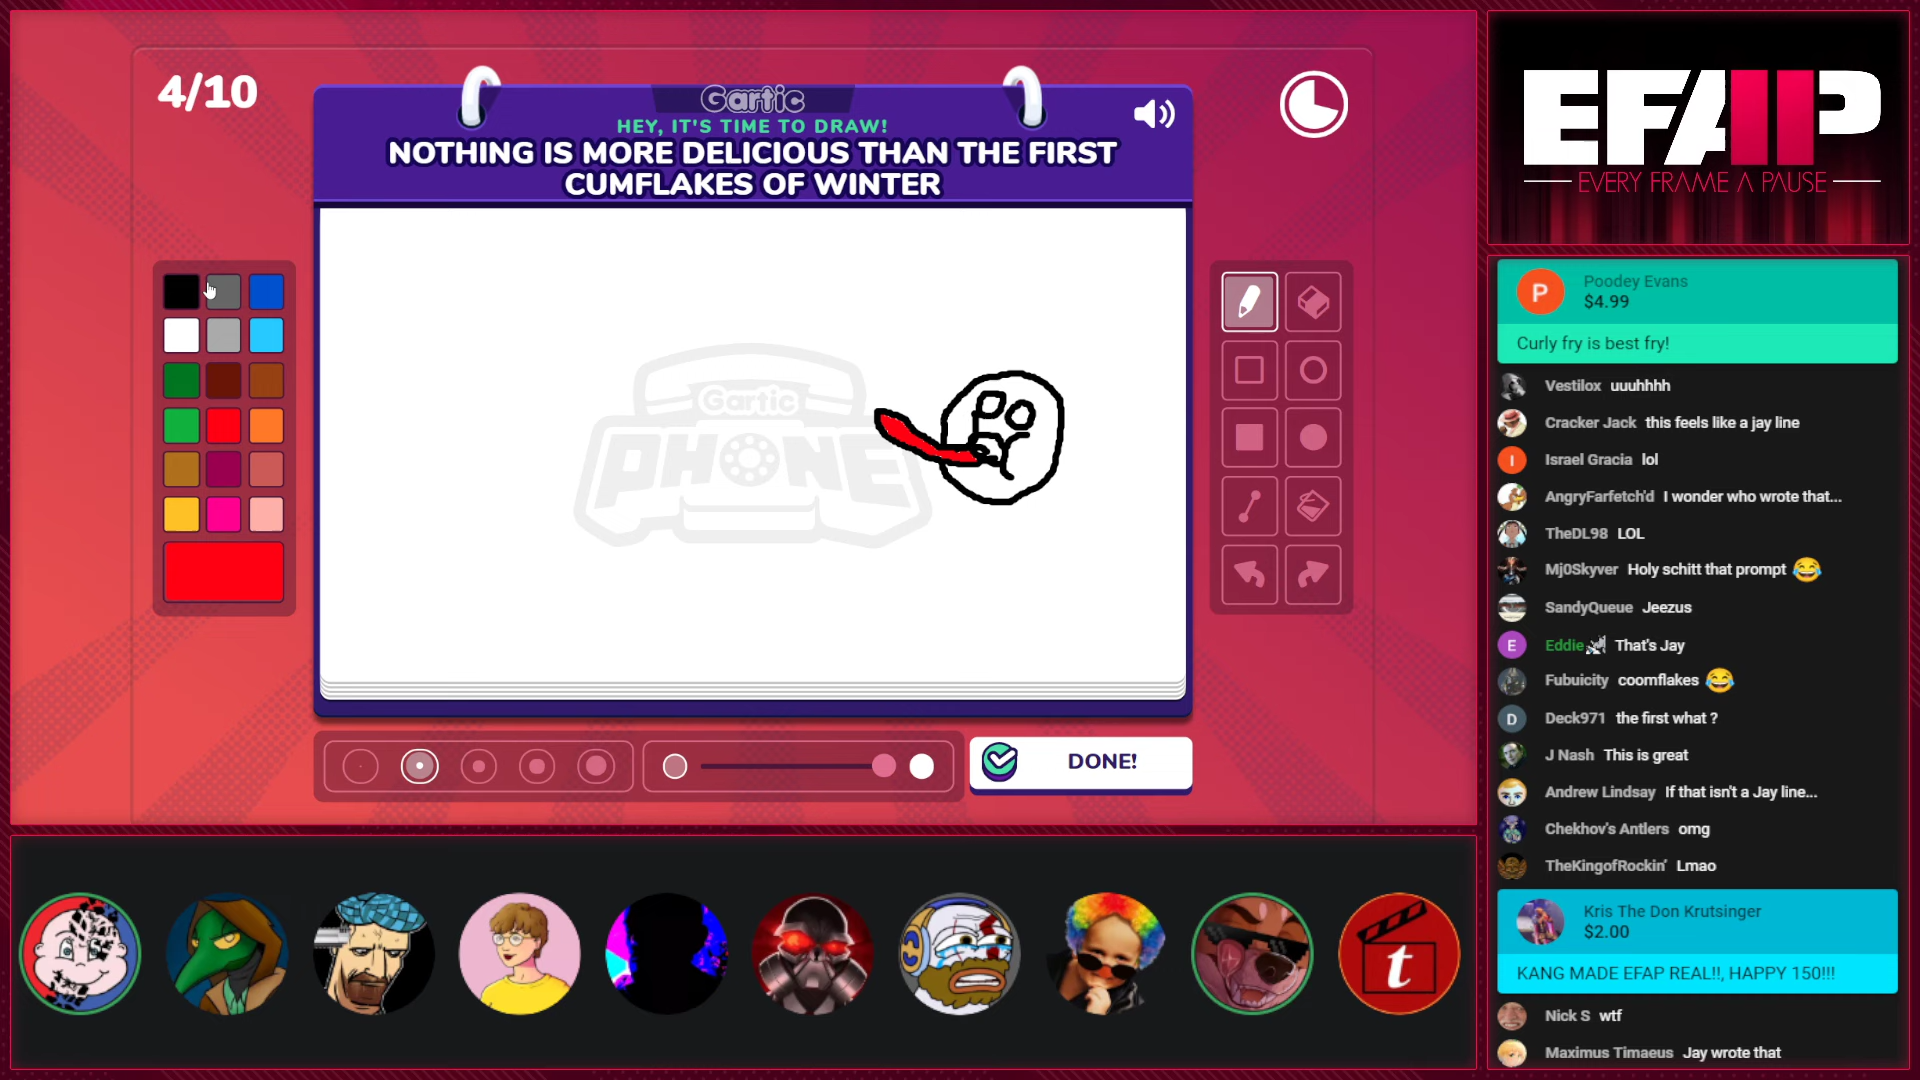 4/10
Gartic
HEY, IT'S TIME TO DRAW!
NOTHING IS MORE DELICIOUS THAN THE FIRST
CUMFLAKES OF WINTER
Gartic
PHONE
DONE!
EFAP
EVERY FRAME A PAUSE
P
Poodey Evans
$4.99
Curly fry is best fry!
Vestilox uuuhhhh
Cracker Jack this feels like a jay line
I Israel Gracia lol
AngryFarfetch'd I wonder who wrote that...
TheDL98 LOL
Mj0Skyver Holy schitt that prompt 😂
SandyQueue Jeezus
E Eddie That's Jay
Fubuicity coomflakes 😂
D Deck971 the first what ?
J Nash This is great
Andrew Lindsay If that isn't a Jay line...
Chekhov's Antlers omg
TheKingofRockin' Lmao
Kris The Don Krutsinger
$2.00
KANG MADE EFAP REAL!!, HAPPY 150!!!
Nick S wtf
Maximus Timaeus Jay wrote that
t